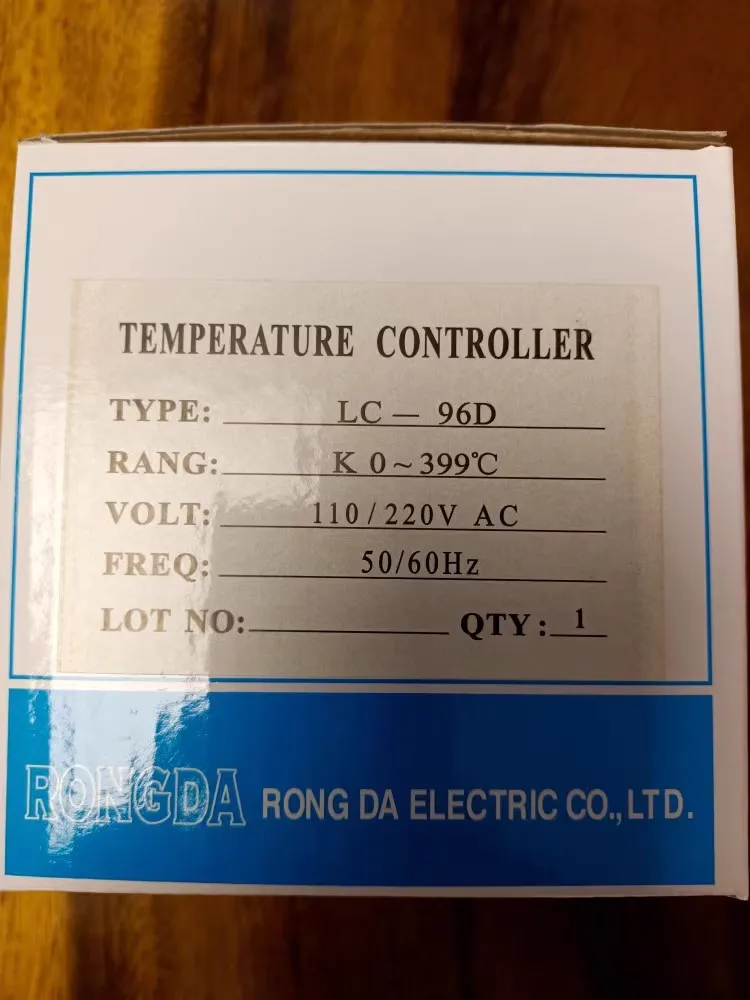 TEMPERATURE CONTROLLER
TYPE: LC — 96D
RANG: K 0~399℃
VOLT: 110/220V AC
FREQ: 50/60Hz
LOT NO: QTY: 1
RONGDA RONG DA ELECTRIC CO., LTD.